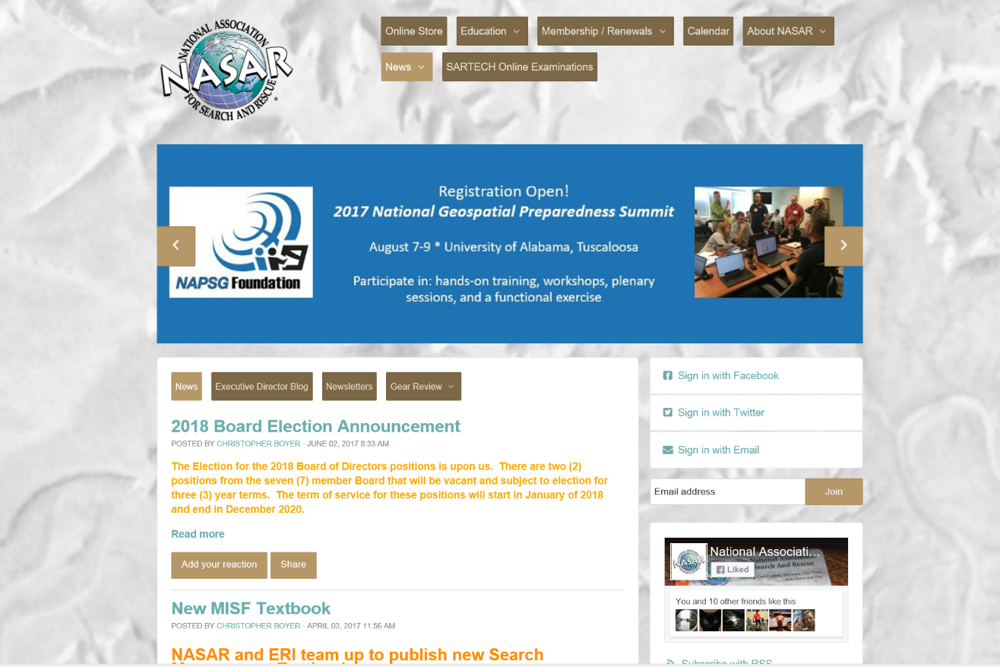 NATIONAL ASSOCIATION
NASAR
FOR SEARCH AND RESCUE
®
Online Store
Education
Membership / Renewals
Calendar
About NASAR
News
SARTECH Online Examinations
NAPSG Foundation
Registration Open!
2017 National Geospatial Preparedness Summit
August 7-9 * University of Alabama, Tuscaloosa
Participate in: hands-on training, workshops, plenary
sessions, and a functional exercise
News
Executive Director Blog
Newsletters
Gear Review
2018 Board Election Announcement
POSTED BY CHRISTOPHER BOYER · JUNE 02, 2017 8:33 AM
The Election for the 2018 Board of Directors positions is upon us.  There are two (2)
positions from the seven (7) member Board that will be vacant and subject to election for
three (3) year terms.  The term of service for these positions will start in January of 2018
and end in December 2020.
Read more
Add your reaction
Share
New MISF Textbook
POSTED BY CHRISTOPHER BOYER · APRIL 03, 2017 11:56 AM
NASAR and ERI team up to publish new Search
Sign in with Facebook
Sign in with Twitter
Sign in with Email
Email address
Join
NASAR
National Associati...
Search And Rescue
Liked
You and 10 other friends like this
Subscribe with RSS